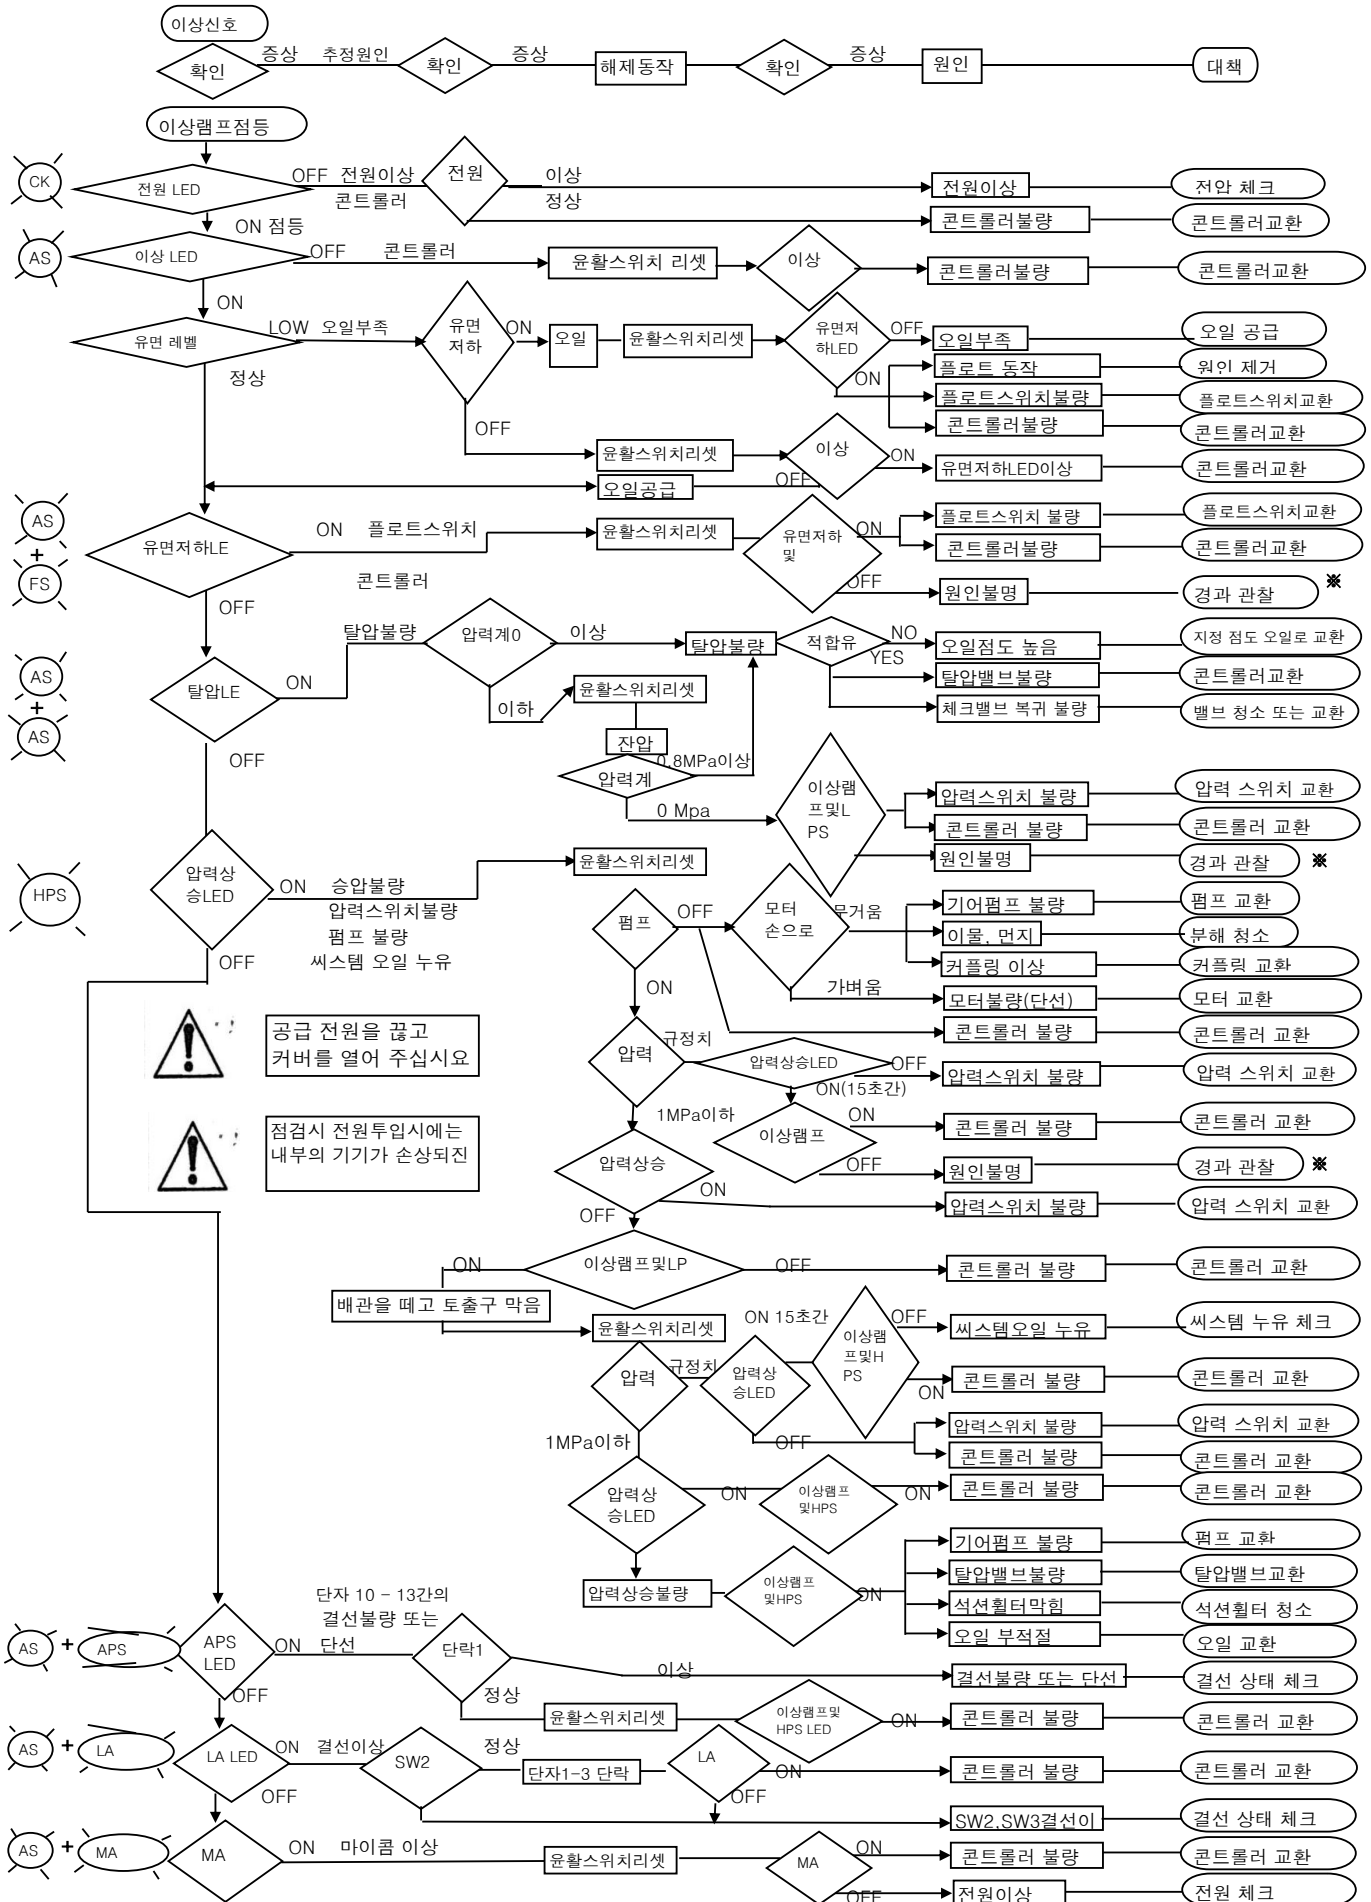 이상신호
확인
증상
추정원인
확인
증상
해제동작
확인
증상
원인
대책
이상램프점등
CK
전원 LED
OFF
전원이상
콘트롤러
전원
이상
정상
전원이상
전압 체크
콘트롤러불량
콘트롤러교환
ON 점등
AS
이상 LED
OFF
콘트롤러
윤활스위치 리셋
이상
콘트롤러불량
콘트롤러교환
ON
유면 레벨
LOW
오일부족
정상
유면
저하
ON
오일
윤활스위치리셋
유면저
하LED
OFF
오일부족
오일 공급
ON
플로트 동작
원인 제거
플로트스위치불량
플로트스위치교환
콘트롤러불량
콘트롤러교환
OFF
윤활스위치리셋
이상
ON
유면저하LED이상
콘트롤러교환
OFF
오일공급
AS
+
FS
유면저하LE
ON
플로트스위치
콘트롤러
윤활스위치리셋
유면저하
및
ON
플로트스위치 불량
플로트스위치교환
콘트롤러불량
콘트롤러교환
OFF
원인불명
경과 관찰
※
OFF
AS
+
AS
탈압LE
ON
탈압불량
압력계0
이상
탈압불량
적합유
NO
오일점도 높음
지정 점도 오일로 교환
YES
탈압밸브불량
콘트롤러교환
체크밸브 복귀 불량
밸브 청소 또는 교환
이하
윤활스위치리셋
잔압
압력계
0.8MPa이상
0 Mpa
이상램
프및L
PS
압력스위치 불량
압력 스위치 교환
콘트롤러 불량
콘트롤러 교환
원인불명
경과 관찰
※
OFF
HPS
압력상
승LED
ON
승압불량
압력스위치불량
펌프 불량
씨스템 오일 누유
윤활스위치리셋
OFF
펌프
OFF
모터
손으로
무거움
기어펌프 불량
펌프 교환
이물, 먼지
분해 청소
커플링 이상
커플링 교환
가벼움
모터불량(단선)
모터 교환
콘트롤러 불량
콘트롤러 교환
ON
공급 전원을 끊고
커버를 열어 주십시요
압력
규정치
압력상승LED
OFF
압력스위치 불량
압력 스위치 교환
ON(15초간)
1MPa이하
이상램프
ON
콘트롤러 불량
콘트롤러 교환
OFF
원인불명
경과 관찰
※
점검시 전원투입시에는
내부의 기기가 손상되진
압력상승
ON
압력스위치 불량
압력 스위치 교환
OFF
이상램프및LP
ON
OFF
콘트롤러 불량
콘트롤러 교환
배관을 떼고 토출구 막음
윤활스위치리셋
압력
규정치
압력상
승LED
ON 15초간
이상램
프및H
PS
OFF
씨스템오일 누유
씨스템 누유 체크
ON
콘트롤러 불량
콘트롤러 교환
OFF
압력스위치 불량
압력 스위치 교환
콘트롤러 불량
콘트롤러 교환
1MPa이하
압력상
승LED
ON
이상램프
및HPS
ON
콘트롤러 불량
콘트롤러 교환
압력상승불량
이상램프
및HPS
ON
기어펌프 불량
펌프 교환
탈압밸브불량
탈압밸브교환
석션휠터막힘
석션휠터 청소
오일 부적절
오일 교환
AS
+
APS
APS
LED
ON
단자 10 - 13간의
결선불량 또는
단선
단락1
이상
결선불량 또는 단선
결선 상태 체크
정상
윤활스위치리셋
이상램프및
HPS LED
ON
콘트롤러 불량
콘트롤러 교환
OFF
AS
+
LA
LA LED
ON
결선이상
SW2
정상
단자1-3 단락
LA
ON
콘트롤러 불량
콘트롤러 교환
OFF
SW2,SW3결선이
결선 상태 체크
OFF
AS
+
MA
MA
ON
마이콤 이상
윤활스위치리셋
MA
ON
콘트롤러 불량
콘트롤러 교환
OFF
전원이상
전원 체크